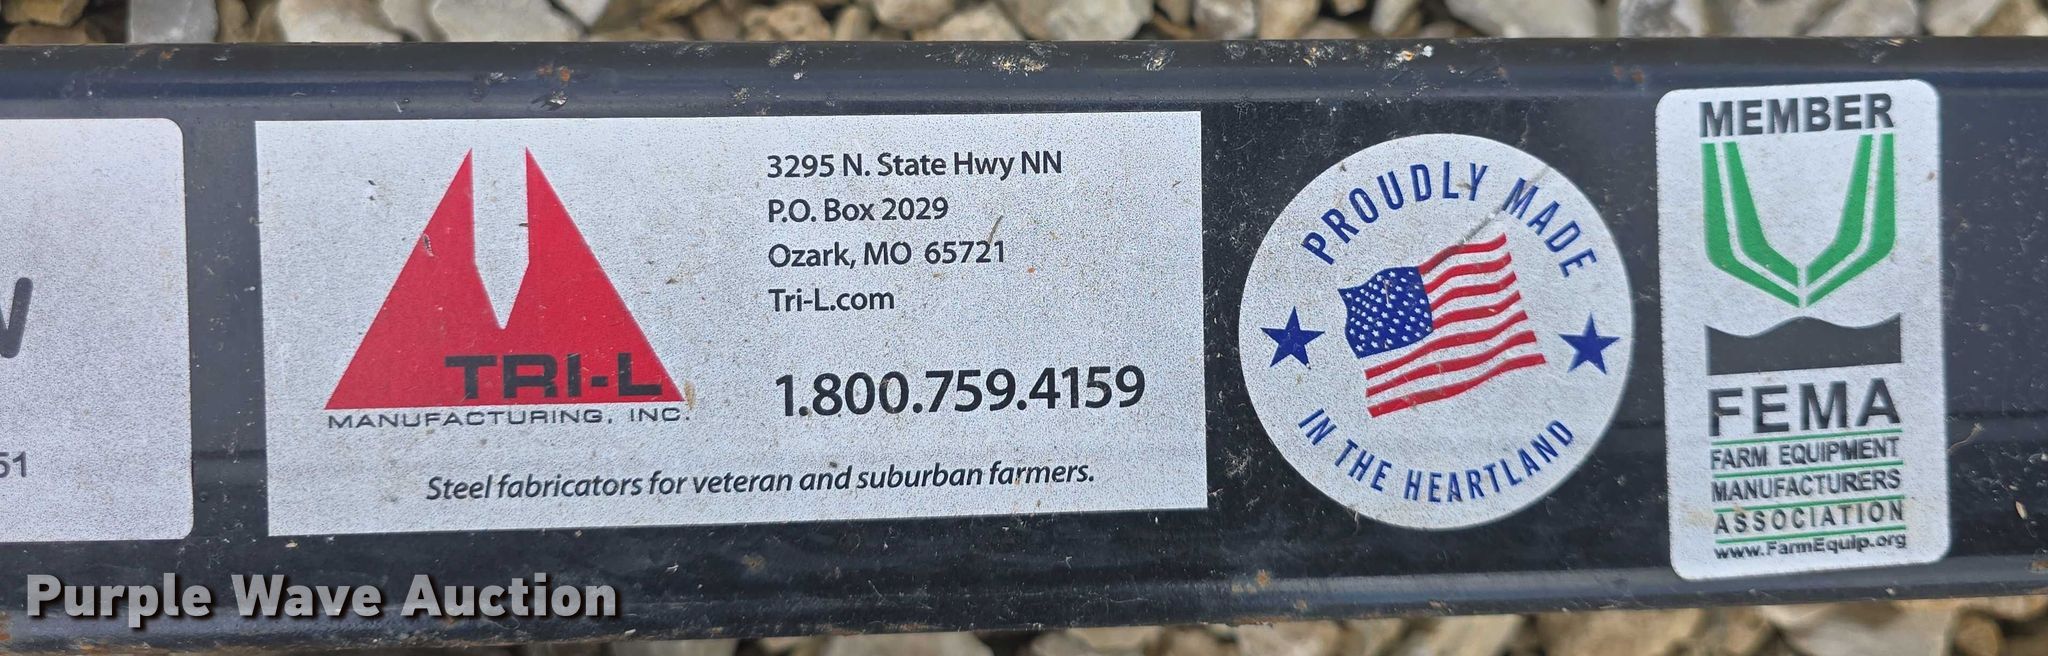 51
TRI-L
MANUFACTURING, INC.
3295 N. State Hwy NN
P.O. Box 2029
Ozark, MO 65721
Tri-L.com
1.800.759.4159
Steel fabricators for veteran and suburban farmers.
PROUDLY MADE
IN THE HEARTLAND
MEMBER
FEMA
FARM EQUIPMENT
MANUFACTURERS
ASSOCIATION
www.FarmEquip.org
Purple Wave Auction